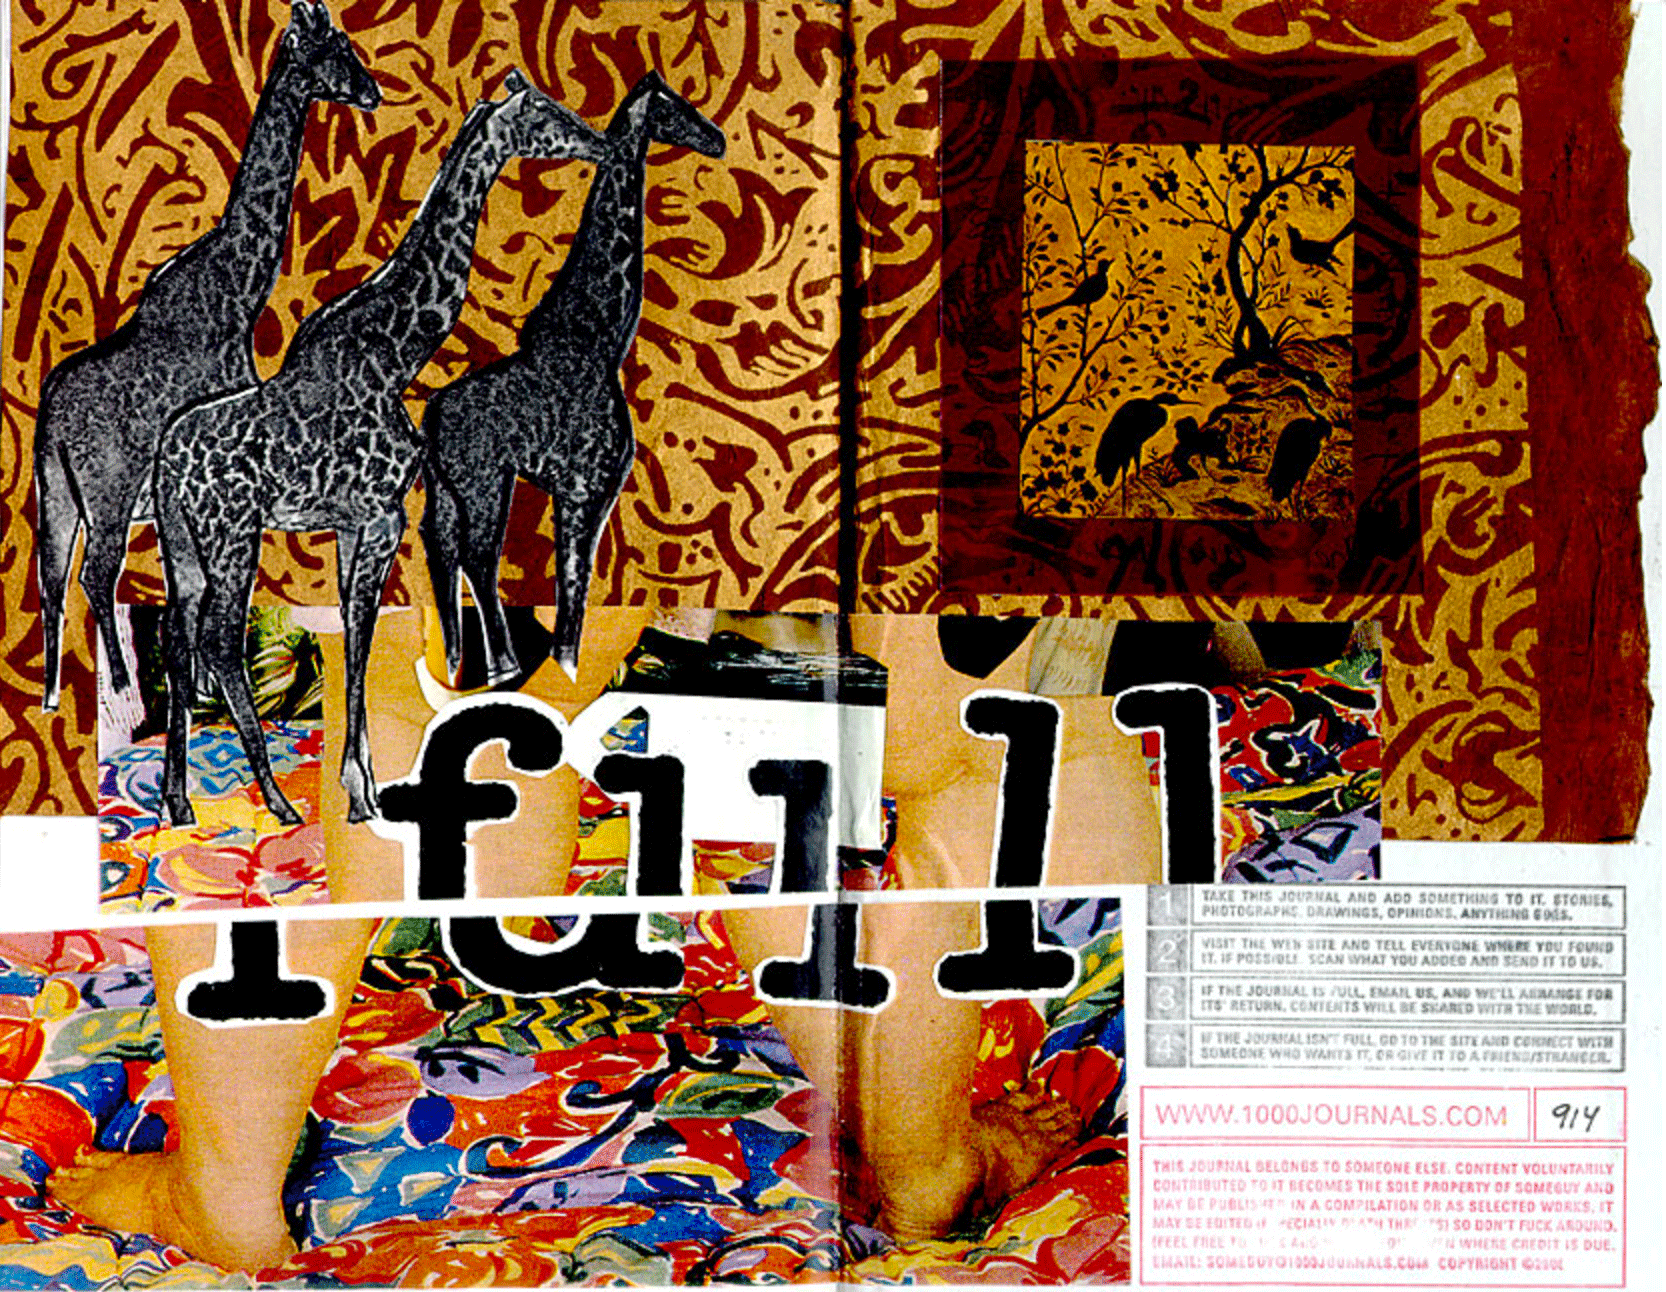 full
1 TAKE THIS JOURNAL AND ADD SOMETHING TO IT. STORIES,
PHOTOGRAPHS, DRAWINGS, OPINIONS. ANYTHING GOES.
2 VISIT THE WEB SITE AND TELL EVERYONE WHERE YOU FOUND
IT. IF POSSIBLE, SCAN WHAT YOU ADDED AND SEND IT TO US.
3 IF THE JOURNAL IS FULL, EMAIL US, AND WE'LL ARRANGE FOR
ITS' RETURN. CONTENTS WILL BE SHARED WITH THE WORLD.
4 IF THE JOURNAL ISN'T FULL, GO TO THE SITE AND CONNECT WITH
SOMEONE WHO WANTS IT, OR GIVE IT TO A FRIEND/STRANGER.
WWW.1000JOURNALS.COM 914
THIS JOURNAL BELONGS TO SOMEONE ELSE. CONTENT VOLUNTARILY
CONTRIBUTED TO IT BECOMES THE SOLE PROPERTY OF SOMEGUY AND
MAY BE PUBLISHED IN A COMPILATION OR AS SELECTED WORKS. IT
MAY BE EDITED SO DON'T FUCK AROUND.
(FEEL FREE WHERE CREDIT IS DUE.
EMAIL: SOMEGUY@1000JOURNALS.COM COPYRIGHT